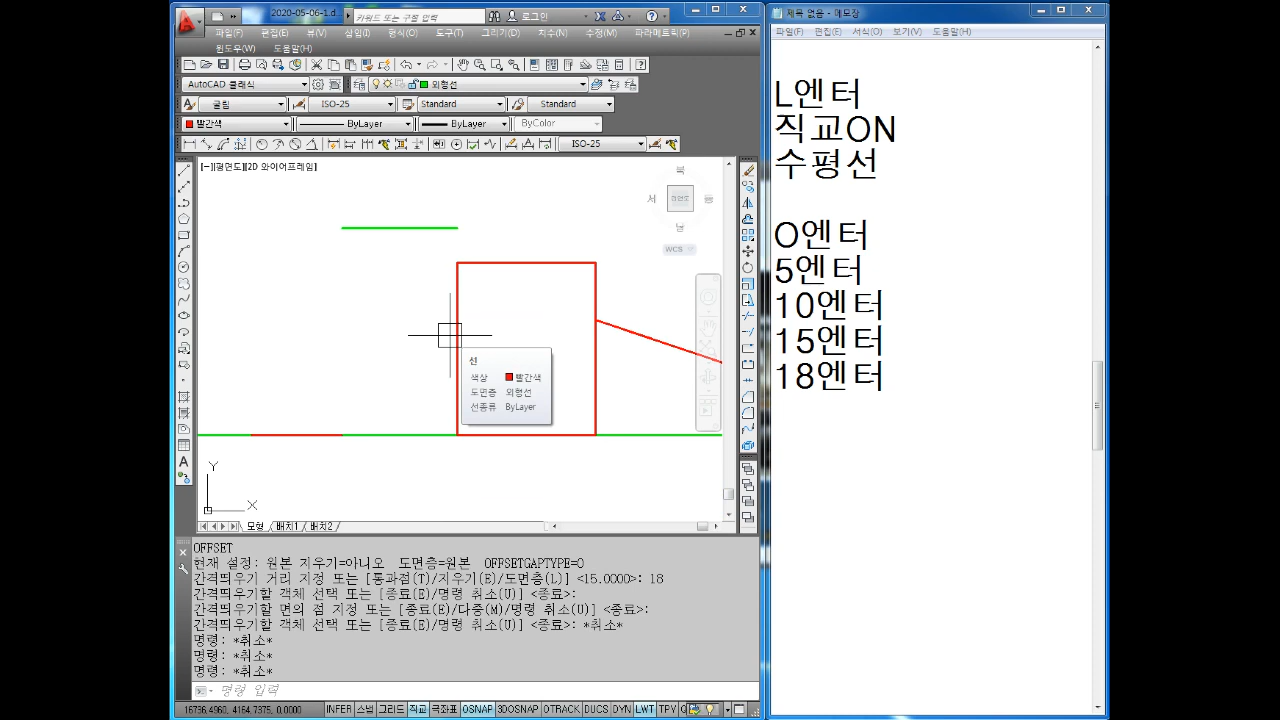 2020-05-06-1.d
키워드 또는 구절 입력
로그인
파일(F) 편집(E) 뷰(V) 삽입(I) 형식(O) 도구(T) 그리기(D) 치수(N) 수정(M) 파라메트릭(P)
윈도우(W) 도움말(H)
AutoCAD 클래식
외형선
굴림
ISO-25
Standard
Standard
빨간색
ByLayer
ByLayer
ByColor
ISO-25
[-][평면도][2D 와이어프레임]
북
서
평면도
동
남
WCS
선
색상 빨간색
도면층 외형선
선종류 ByLayer
Y
X
모형 배치1 배치2
OFFSET
현재 설정: 원본 지우기=아니오 도면층=원본 OFFSETGAPTYPE=0
간격띄우기 거리 지정 또는 [통과점(T)/지우기(E)/도면층(L)] <15.0000>: 18
간격띄우기할 객체 선택 또는 [종료(E)/명령 취소(U)] <종료>:
간격띄우기할 면의 점 지정 또는 [종료(E)/다중(M)/명령 취소(U)] <종료>:
간격띄우기할 객체 선택 또는 [종료(E)/명령 취소(U)] <종료>: *취소*
명령: *취소*
명령: *취소*
명령: *취소*
명령 입력
16736,4960, 4164,7375, 0,0000
INFER 스냅 그리드 직교 극좌표 OSNAP 3DOSNAP OTRACK DUCS DYN LWT TPY
제목 없음 - 메모장
파일(F) 편집(E) 서식(O) 보기(V) 도움말(H)
L엔터
직교ON
수평선
O엔터
5엔터
10엔터
15엔터
18엔터